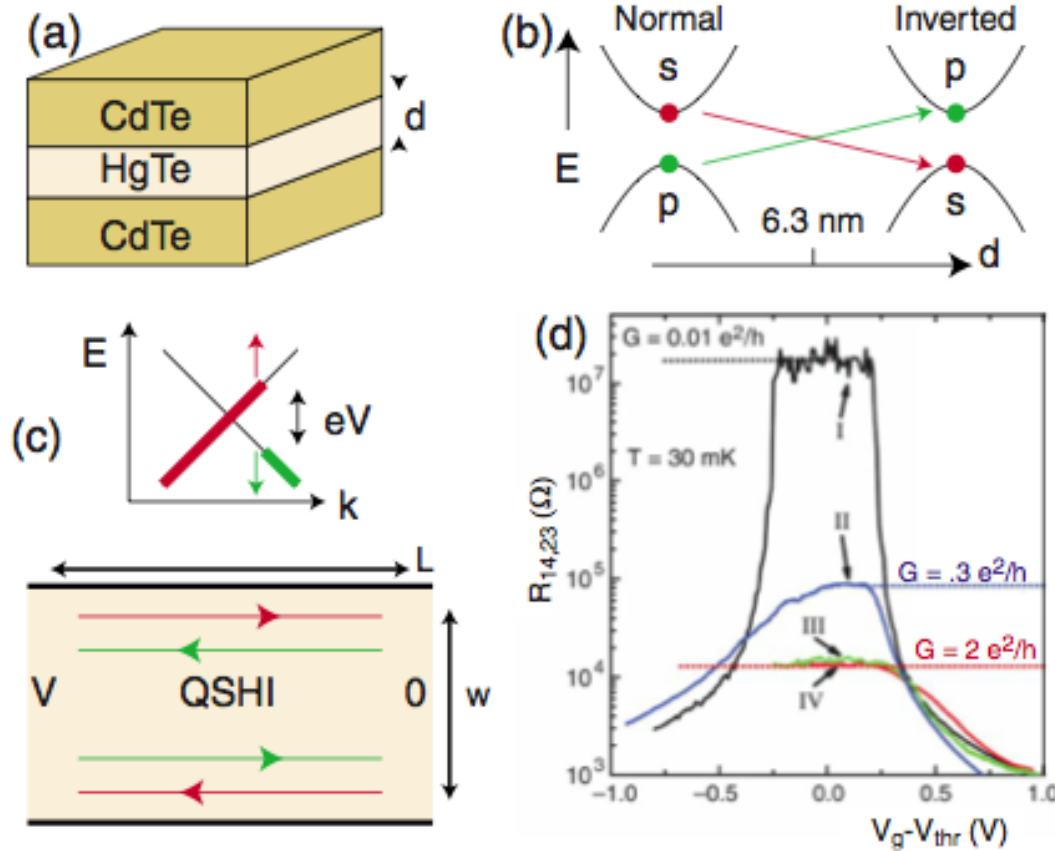 (a)
CdTe
HgTe
CdTe
d
(b)
Normal
Inverted
s
p
E
p
s
6.3 nm
d
(c)
E
eV
k
L
V
QSHI
0
w
(d)
G = 0.01 e²/h
T = 30 mK
I
II
III
IV
G = .3 e²/h
G = 2 e²/h
R₁₄,₂₃ (Ω)
10⁷
10⁶
10⁵
10⁴
10³
−1.0
−0.5
0.0
0.5
1.0
Vg-Vthr (V)